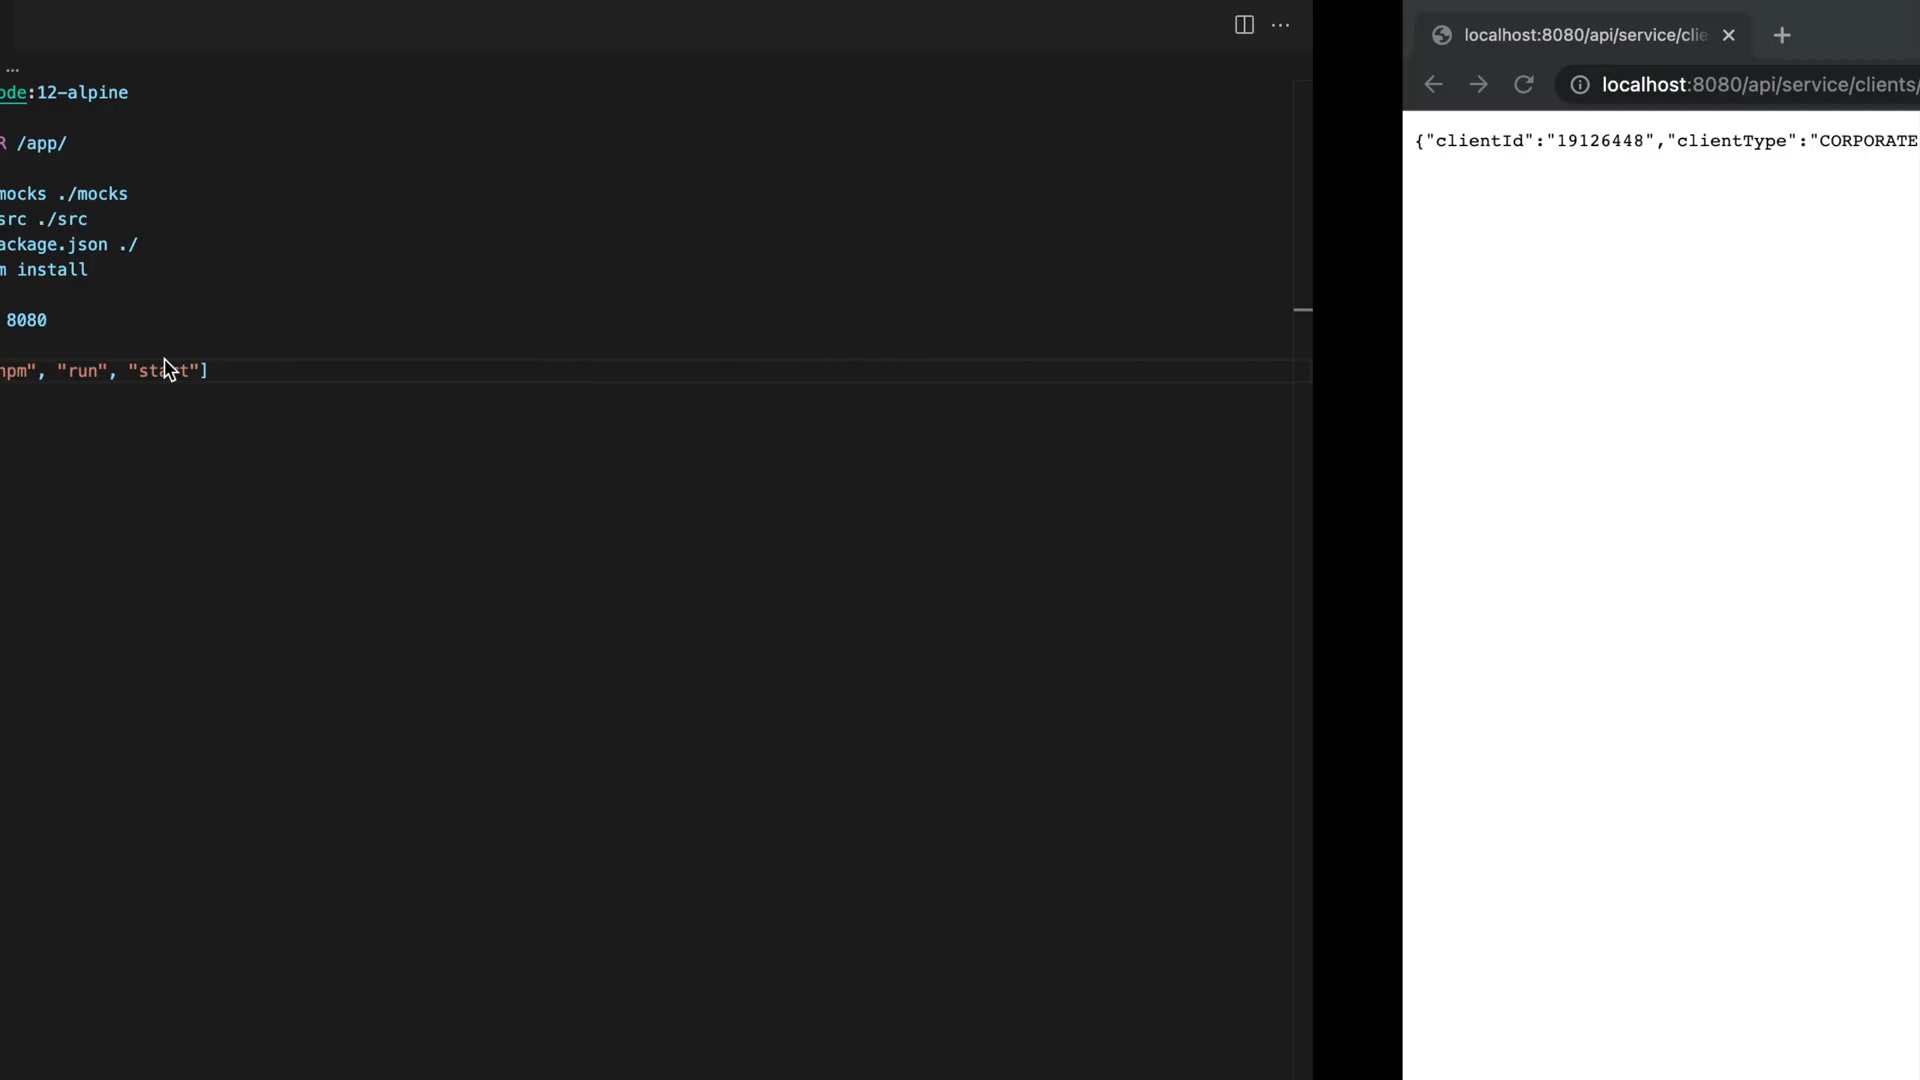 ...
ode:12-alpine
R /app/
mocks ./mocks
src ./src
ackage.json ./
m install
8080
npm", "run", "start"]
localhost:8080/api/service/clie
localhost:8080/api/service/clients/
{"clientId":"19126448","clientType":"CORPORATE